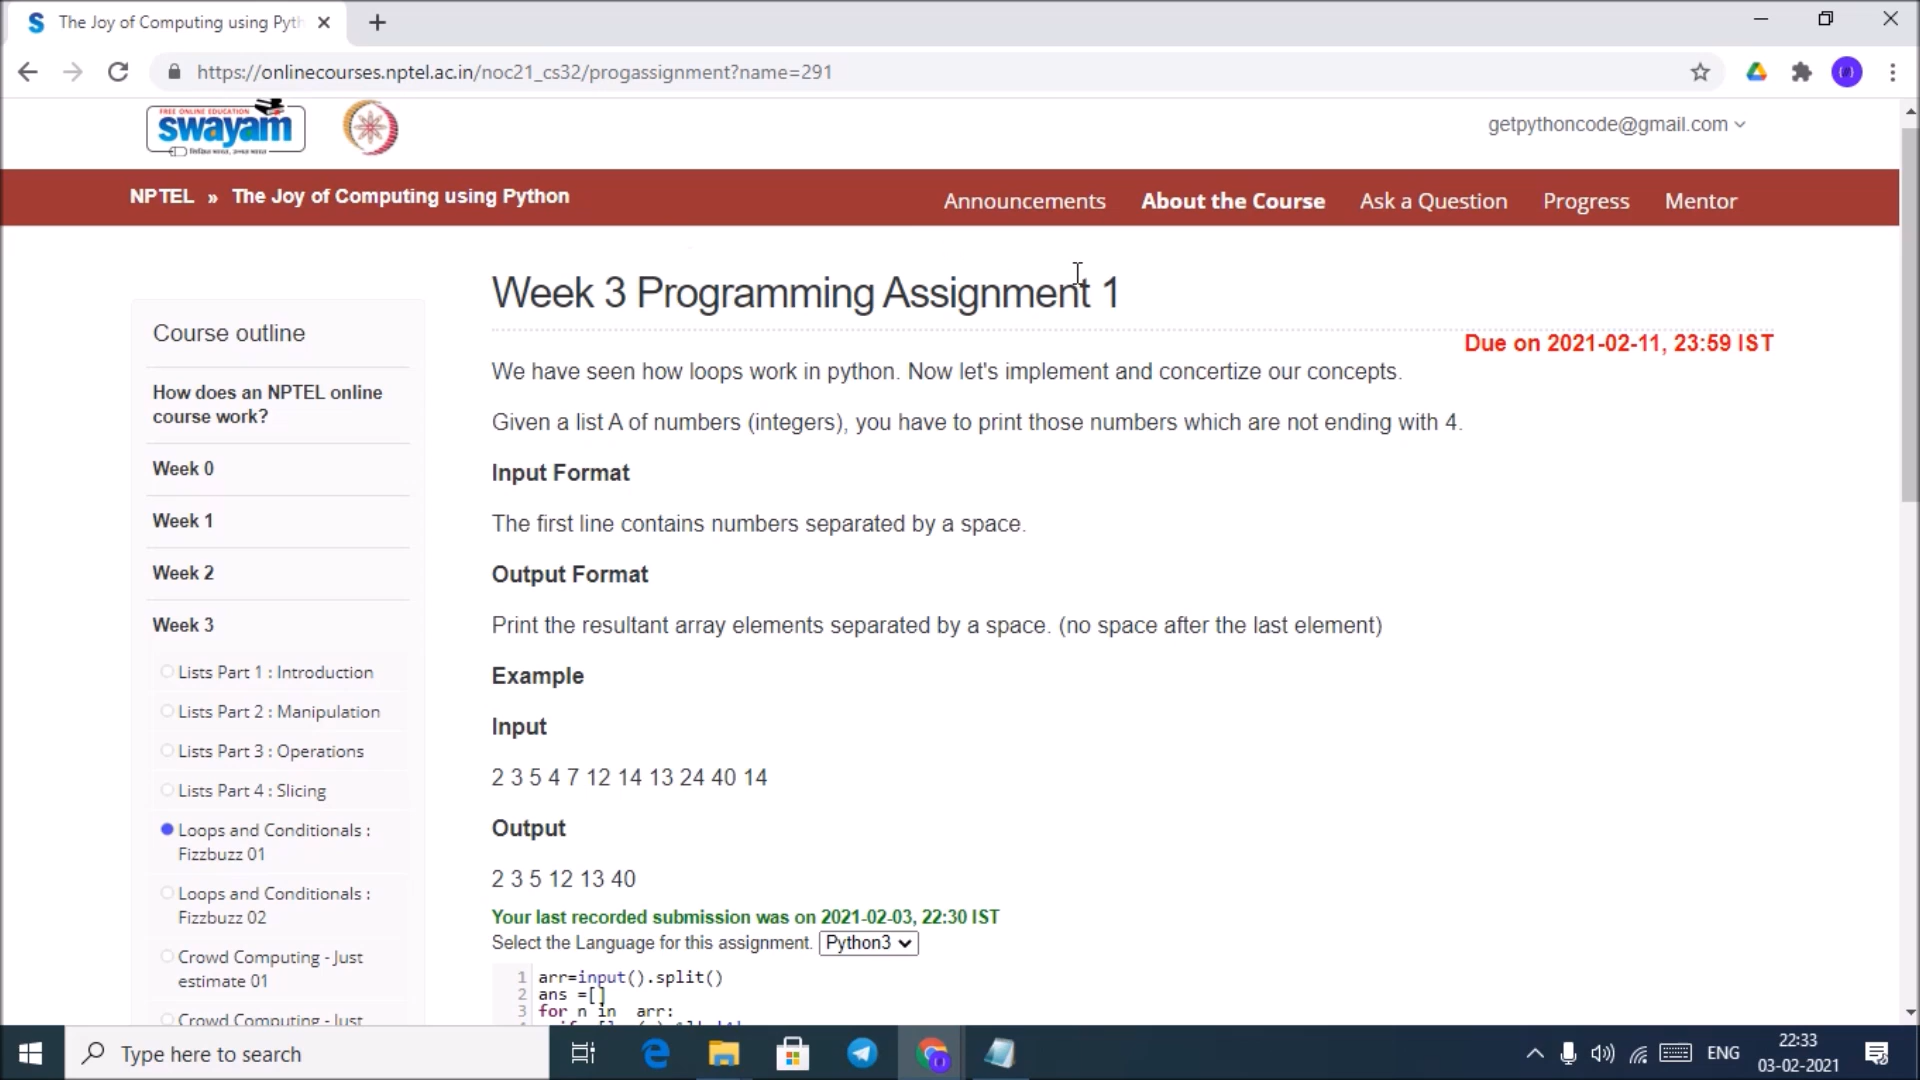 The Joy of Computing using Pyth
https://onlinecourses.nptel.ac.in/noc21_cs32/progassignment?name=291
FREE ONLINE EDUCATION
swayam
getpythoncode@gmail.com
NPTEL » The Joy of Computing using Python
Announcements About the Course Ask a Question Progress Mentor
Week 3 Programming Assignment 1
Due on 2021-02-11, 23:59 IST
Course outline
How does an NPTEL online
course work?
Week 0
Week 1
Week 2
Week 3
Lists Part 1 : Introduction
Lists Part 2 : Manipulation
Lists Part 3 : Operations
Lists Part 4 : Slicing
Loops and Conditionals :
Fizzbuzz 01
Loops and Conditionals :
Fizzbuzz 02
Crowd Computing - Just
estimate 01
Crowd Computing - Just
We have seen how loops work in python. Now let's implement and concertize our concepts.
Given a list A of numbers (integers), you have to print those numbers which are not ending with 4.
Input Format
The first line contains numbers separated by a space.
Output Format
Print the resultant array elements separated by a space. (no space after the last element)
Example
Input
2 3 5 4 7 12 14 13 24 40 14
Output
2 3 5 12 13 40
Your last recorded submission was on 2021-02-03, 22:30 IST
Select the Language for this assignment. Python3
1 arr=input().split()
2 ans =[]
3 for n in arr:
Type here to search
ENG
22:33
03-02-2021